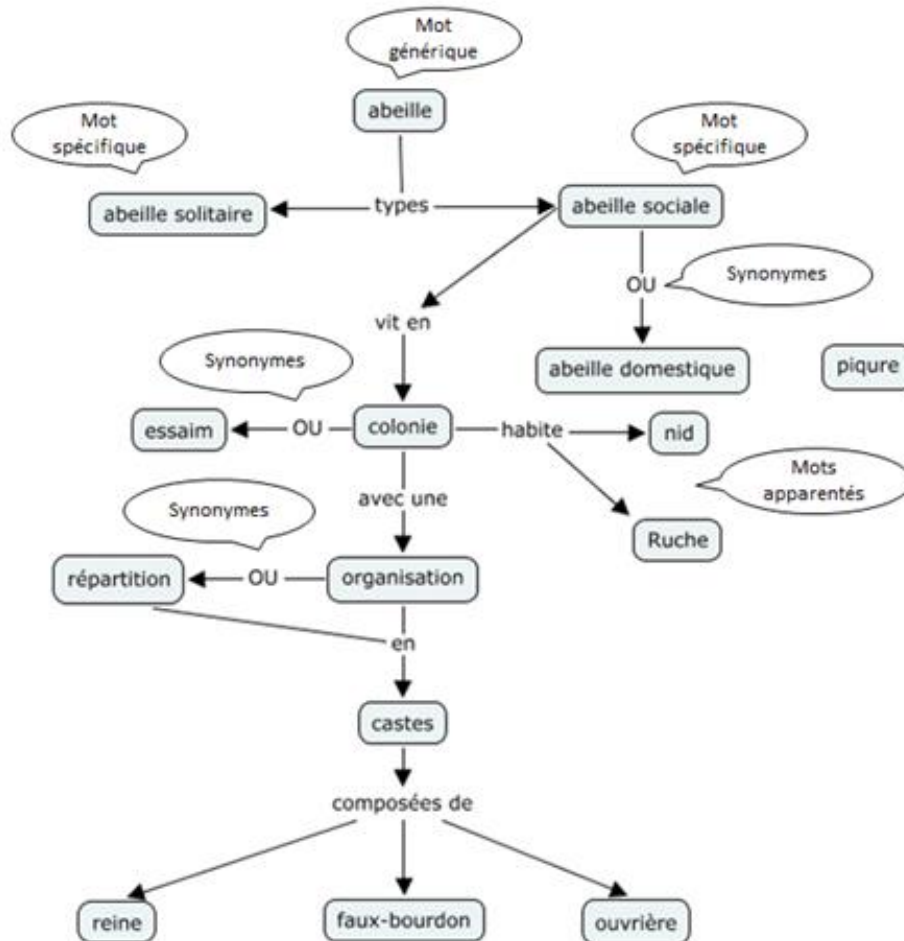 Mot
générique
abeille
Mot
spécifique
Mot
spécifique
abeille solitaire
types
abeille sociale
OU
Synonymes
vit en
Synonymes
abeille domestique
piqure
essaim
OU
colonie
habite
nid
Mots
apparentés
avec une
Synonymes
Ruche
répartition
OU
organisation
en
castes
composées de
reine
faux-bourdon
ouvrière